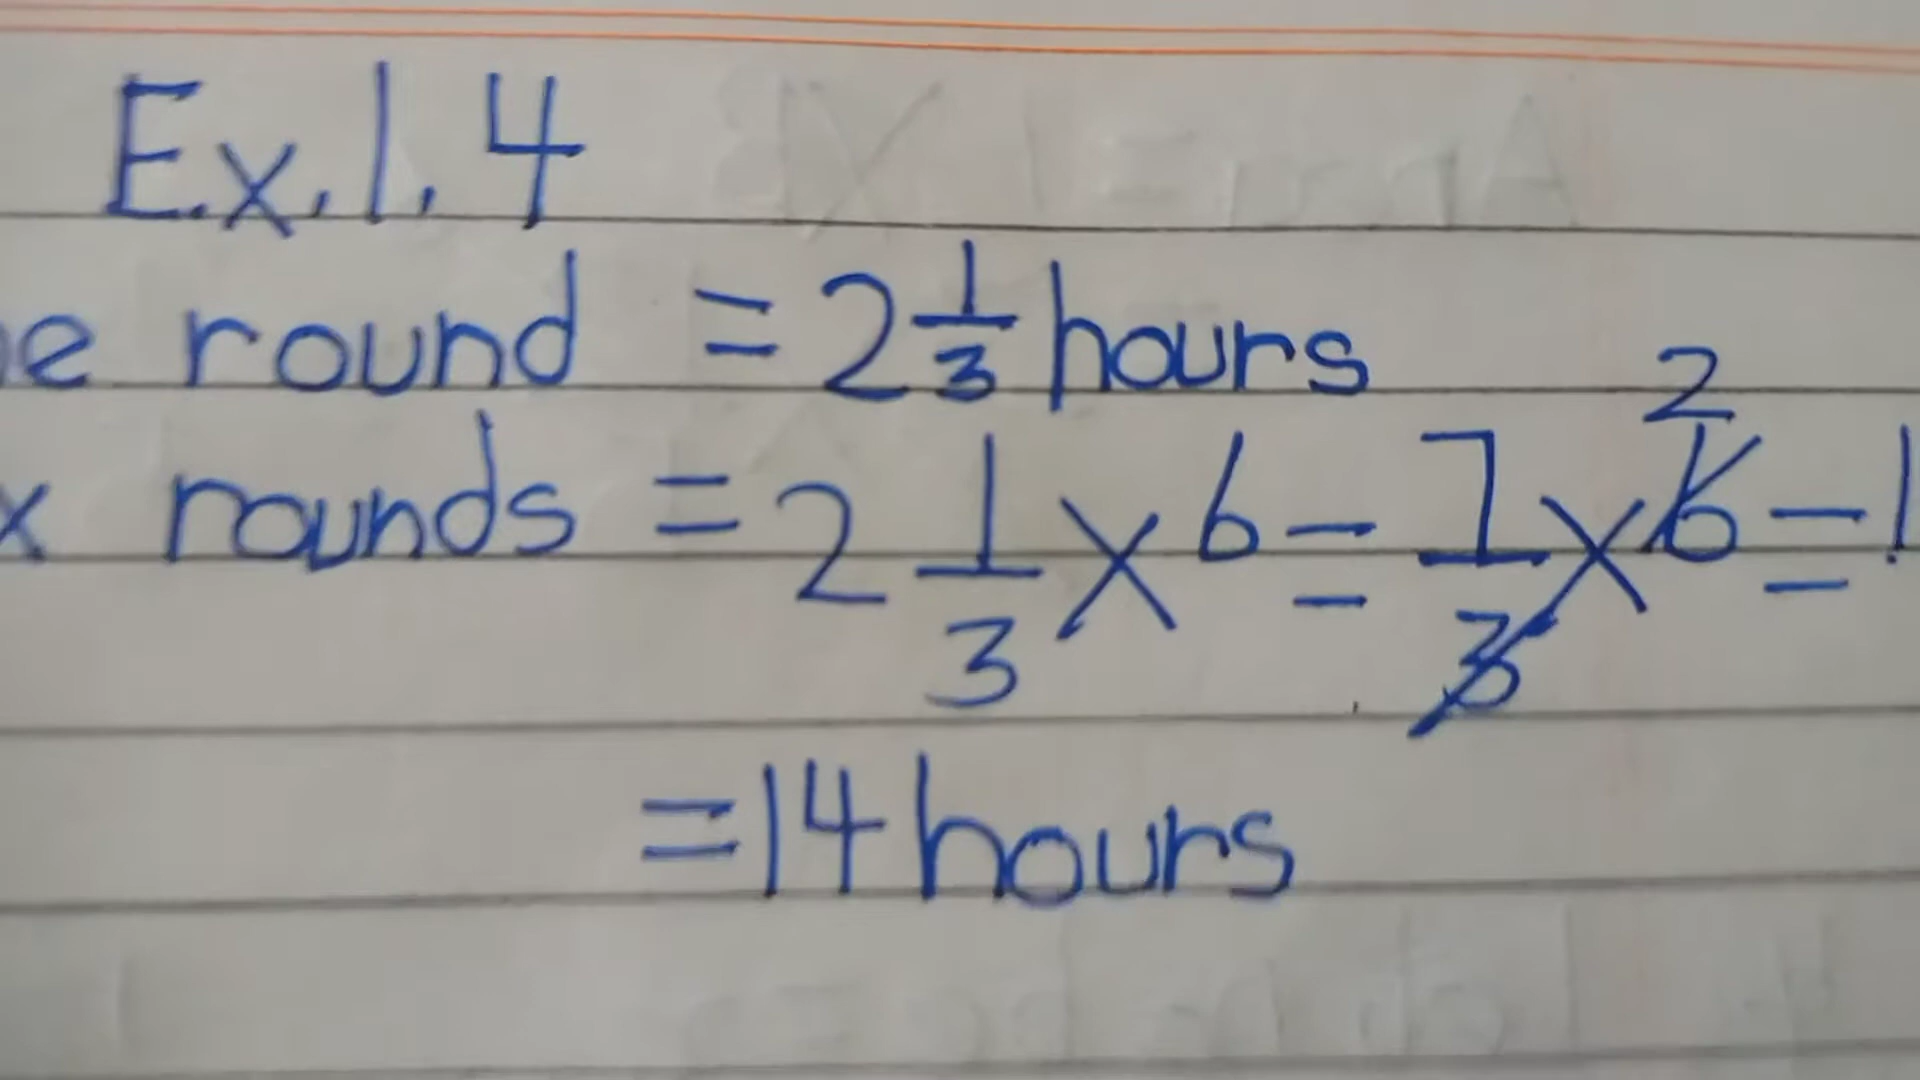 Ex.1.4
e round = 2 1/3 hours
x rounds = 2 1/3 x 6 = 7/3 x 6 2 = 1
= 14 hours